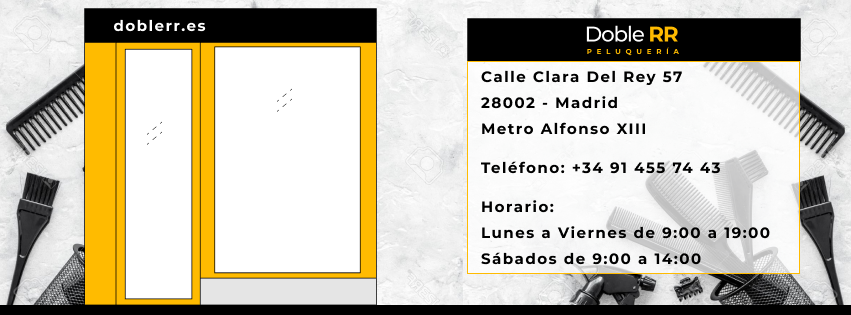 doblerr.es
Doble RR
PELUQUERÍA
Calle Clara Del Rey 57
28002 - Madrid
Metro Alfonso XIII
Teléfono: +34 91 455 74 43
Horario:
Lunes a Viernes de 9:00 a 19:00
Sábados de 9:00 a 14:00